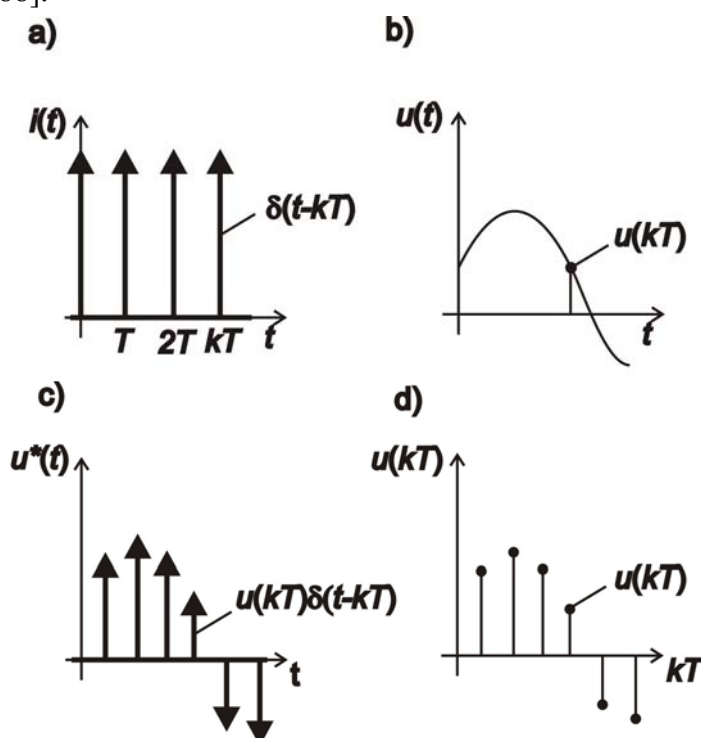 a)
b)
i(t)
u(t)
δ(t-kT)
u(kT)
T 2T kT t
t
c)
d)
u*(t)
u(kT)
u(kT)
u(kT)δ(t-kT)
t
kT